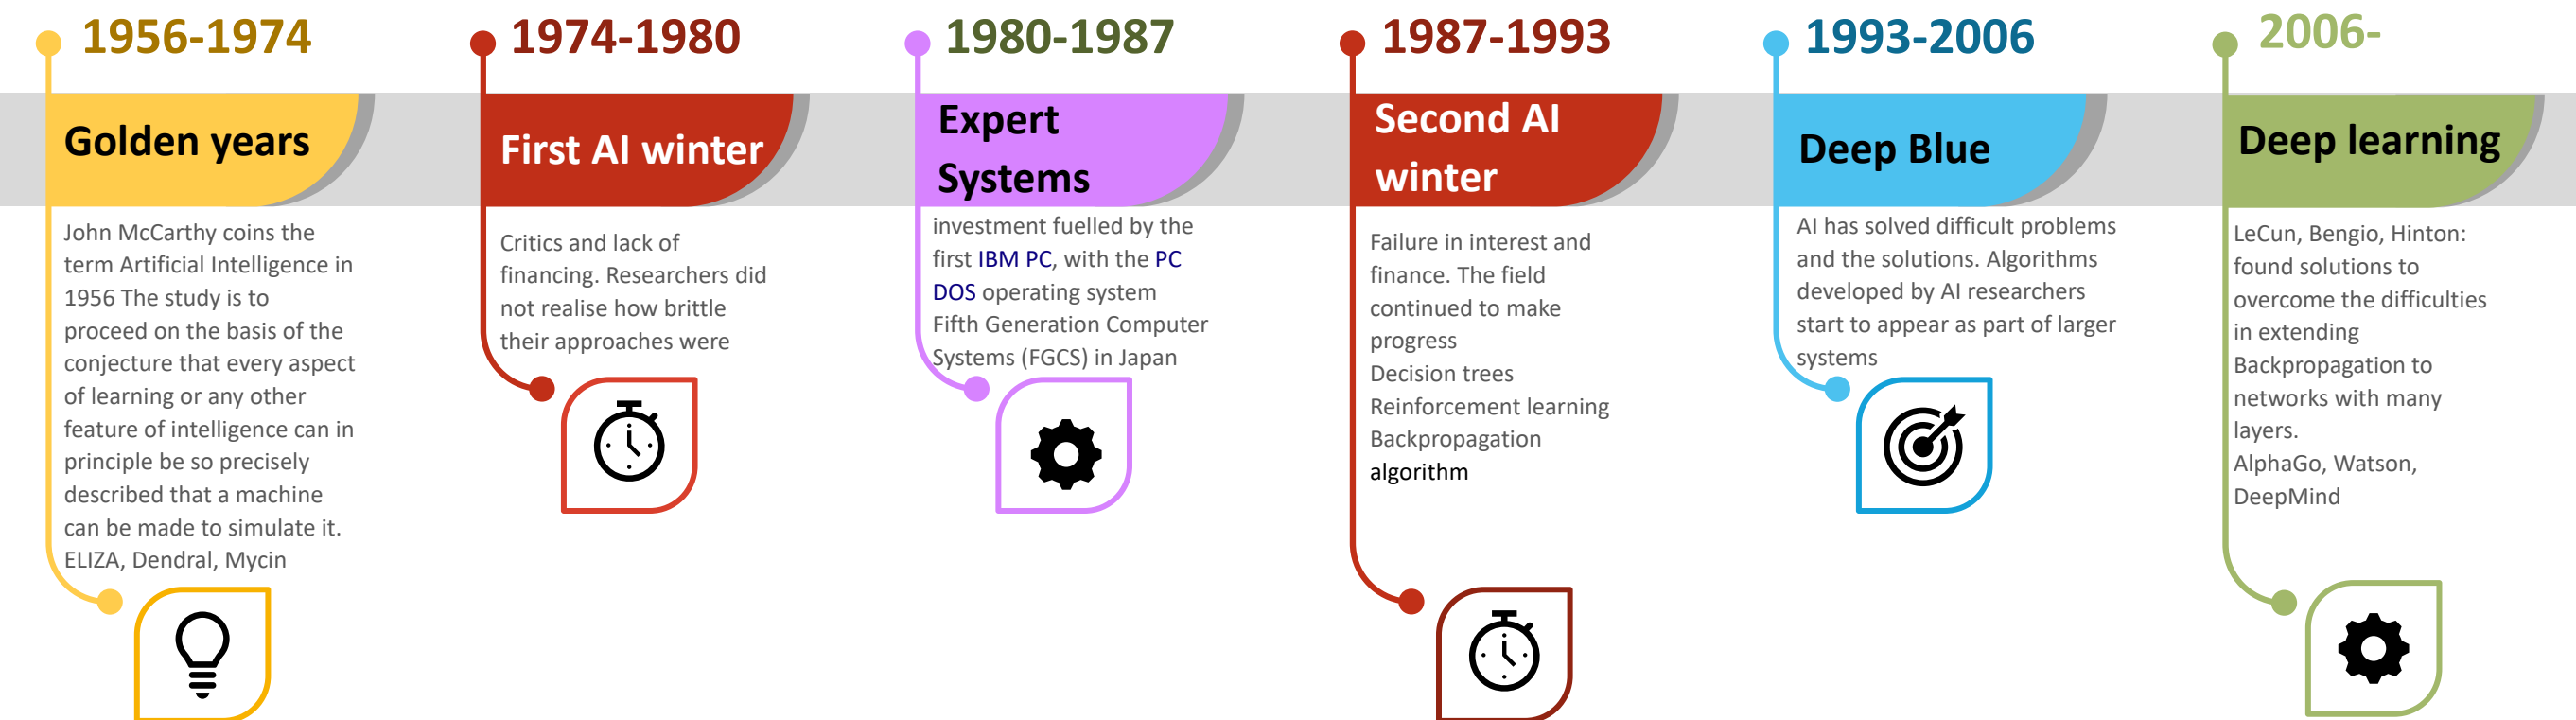 1956-1974
Golden years
John McCarthy coins the
term Artificial Intelligence in
1956 The study is to
proceed on the basis of the
conjecture that every aspect
of learning or any other
feature of intelligence can in
principle be so precisely
described that a machine
can be made to simulate it.
ELIZA, Dendral, Mycin
1974-1980
First AI winter
Critics and lack of
financing. Researchers did
not realise how brittle
their approaches were
1980-1987
Expert
Systems
investment fuelled by the
first IBM PC, with the PC
DOS operating system
Fifth Generation Computer
Systems (FGCS) in Japan
1987-1993
Second AI
winter
Failure in interest and
finance. The field
continued to make
progress
Decision trees
Reinforcement learning
Backpropagation
algorithm
1993-2006
Deep Blue
AI has solved difficult problems
and the solutions. Algorithms
developed by AI researchers
start to appear as part of larger
systems
2006-
Deep learning
LeCun, Bengio, Hinton:
found solutions to
overcome the difficulties
in extending
Backpropagation to
networks with many
layers.
AlphaGo, Watson,
DeepMind